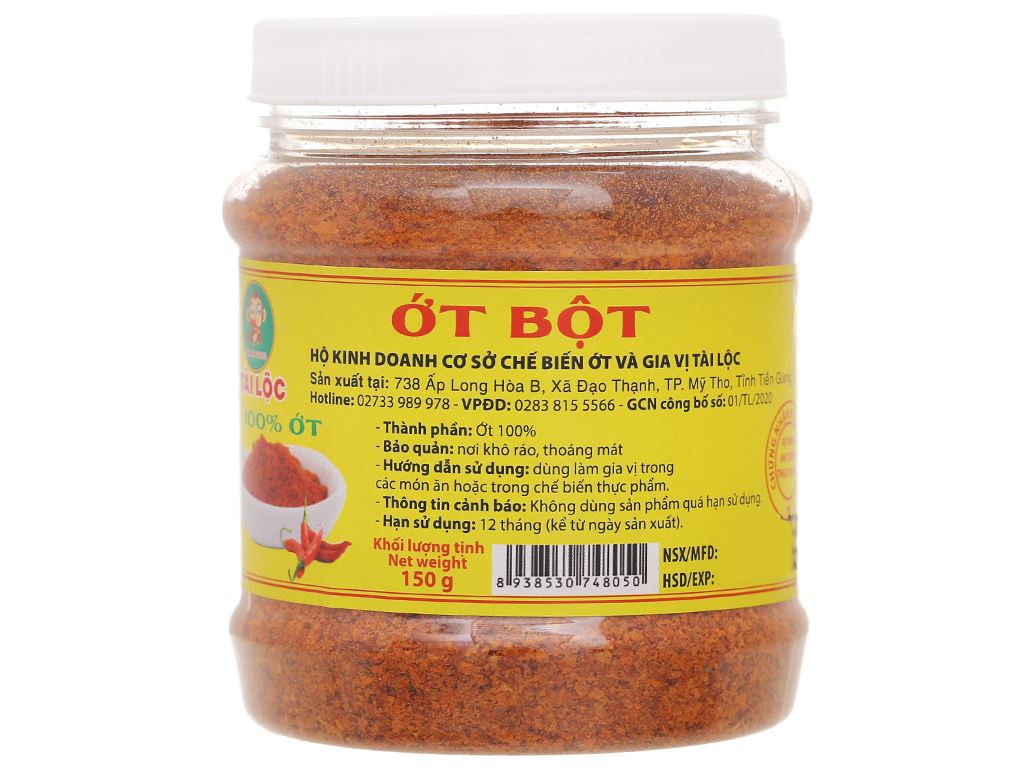 ỚT BỘT
HỘ KINH DOANH CƠ SỞ CHẾ BIẾN ỚT VÀ GIA VỊ TÀI LỘC
Sản xuất tại: 738 Ấp Long Hòa B, Xã Đạo Thạnh, TP. Mỹ Tho, Tỉnh Tiền Giang
Hotline: 02733 989 978 - VPĐD: 0283 815 5566 - GCN công bố số: 01/TL/2020
TÀI LỘC
100% ỚT
- Thành phần: Ớt 100%
- Bảo quản: nơi khô ráo, thoáng mát
- Hướng dẫn sử dụng: dùng làm gia vị trong
các món ăn hoặc trong chế biến thực phẩm.
- Thông tin cảnh báo: Không dùng sản phẩm quá hạn sử dụng.
- Hạn sử dụng: 12 tháng (kể từ ngày sản xuất).
CHỨNG NHẬN
Khối lượng tịnh
Net weight
150 g
8 938530 748050
NSX/MFD:
HSD/EXP: